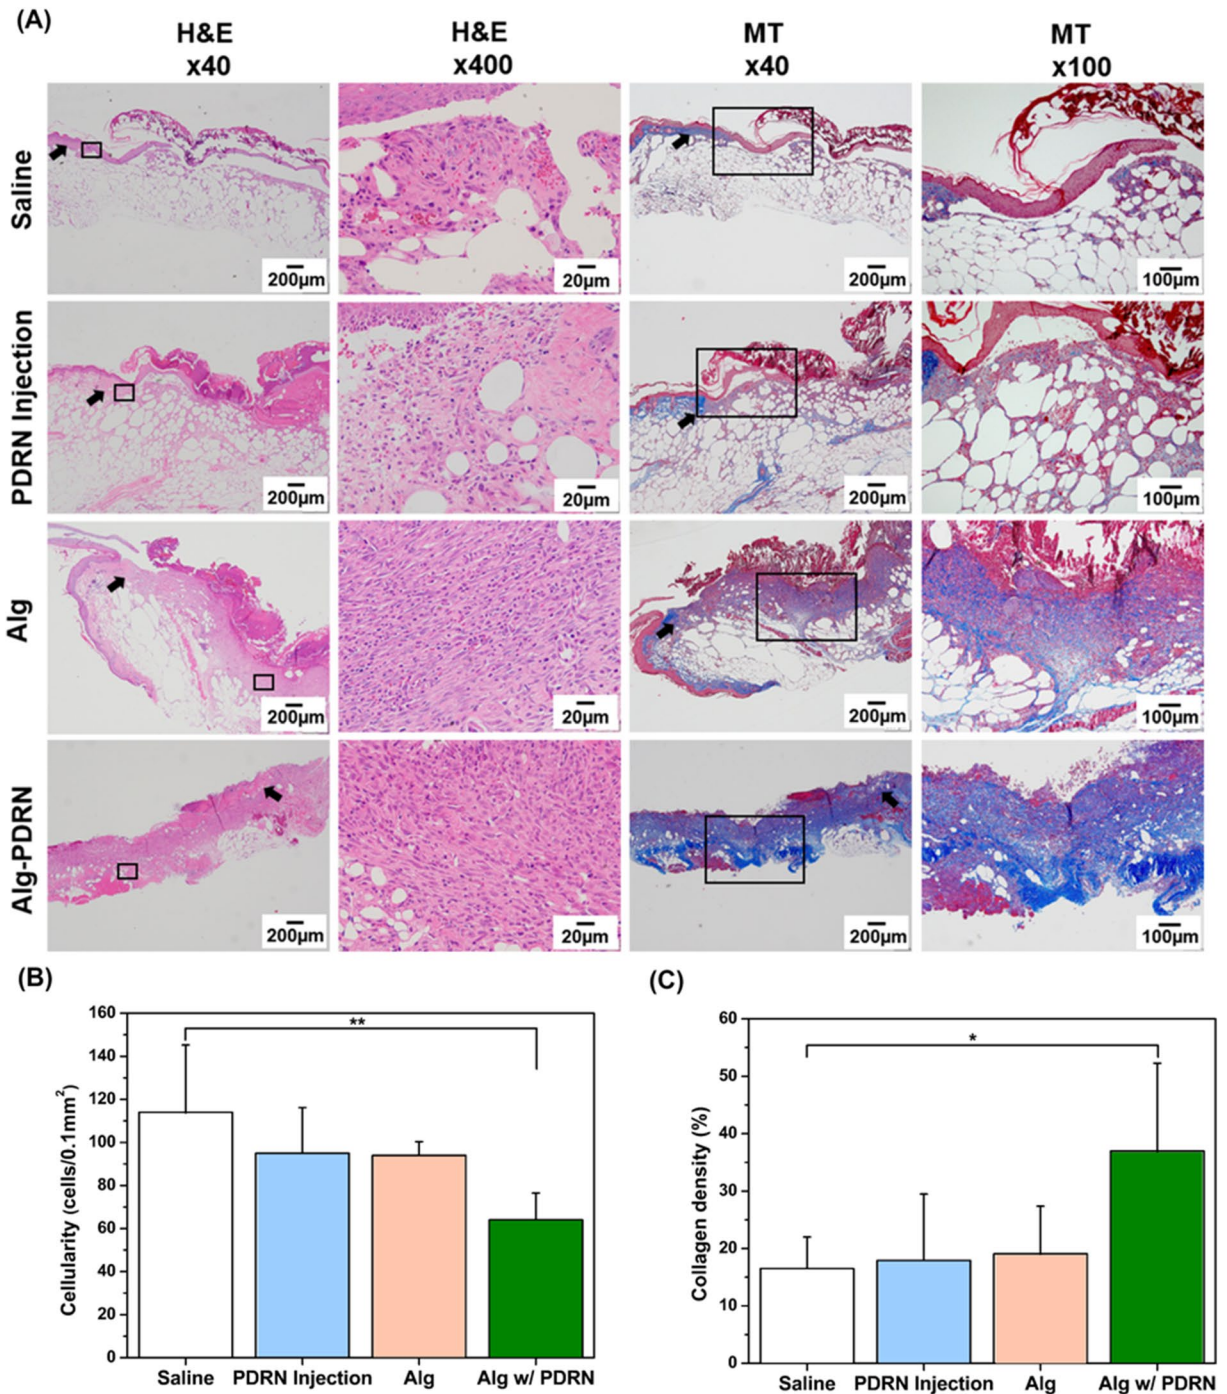 (A)
H&E H&E MT MT
x40 x400 x40 x100
Saline
200µm 20µm 200µm 100µm
PDRN Injection
200µm 20µm 200µm 100µm
Alg
200µm 20µm 200µm 100µm
Alg-PDRN
200µm 20µm 200µm 100µm
(B)
Cellularity (cells/0.1mm²)
160
140
120
100
80
60
40
20
0
**
Saline PDRN Injection Alg Alg w/ PDRN
(C)
Collagen density (%)
60
50
40
30
20
10
0
*
Saline PDRN Injection Alg Alg w/ PDRN